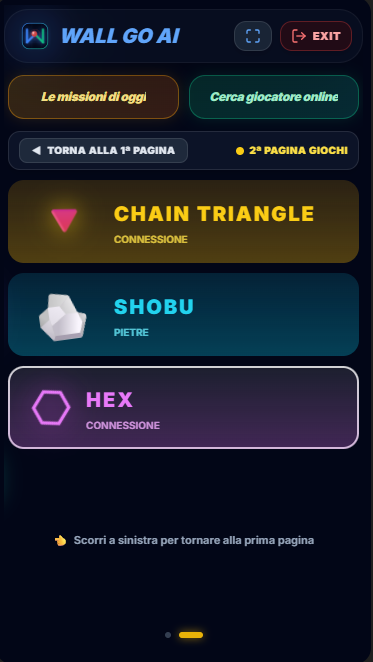 WALL GO AI
EXIT
Le missioni di oggi
Cerca giocatore online
◀ TORNA ALLA 1ª PAGINA
2ª PAGINA GIOCHI
CHAIN TRIANGLE
CONNESSIONE
SHOBU
PIETRE
HEX
CONNESSIONE
👈 Scorri a sinistra per tornare alla prima pagina